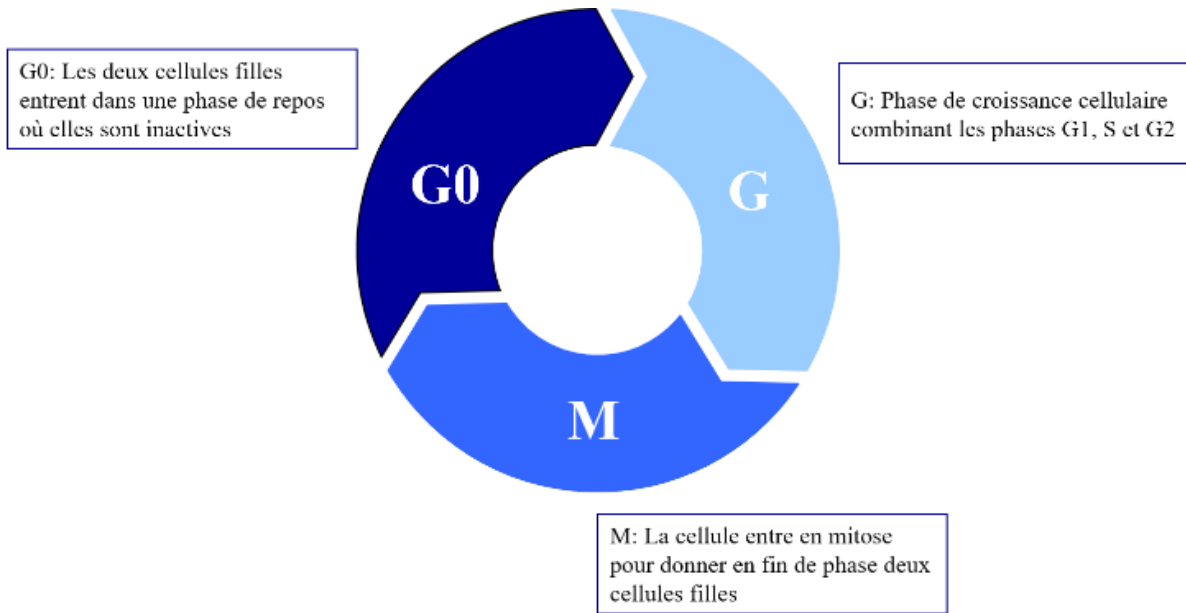 G0: Les deux cellules filles
entrent dans une phase de repos
où elles sont inactives
G: Phase de croissance cellulaire
combinant les phases G1, S et G2
G0
G
M
M: La cellule entre en mitose
pour donner en fin de phase deux
cellules filles